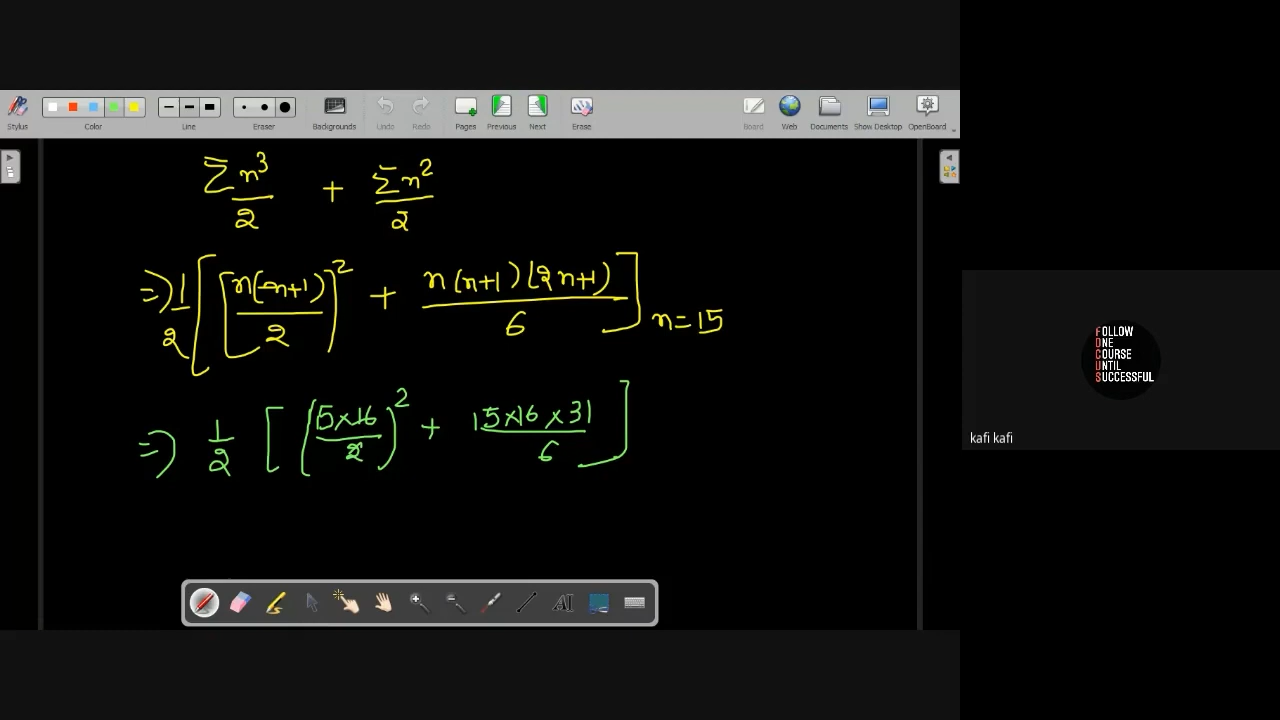 Stylus Color Line Eraser Backgrounds Undo Redo Pages Previous Next Erase Board Web Documents Show Desktop OpenBoard
Σn³/2 + Σn²/2
=> 1/2 [ [n(n+1)/2]² + n(n+1)(2n+1)/6 ] n=15
=> 1/2 [ (15×16/2)² + 15×16×31/6 ]
AI
FOLLOW
ONE
COURSE
UNTIL
SUCCESSFUL
kafi kafi